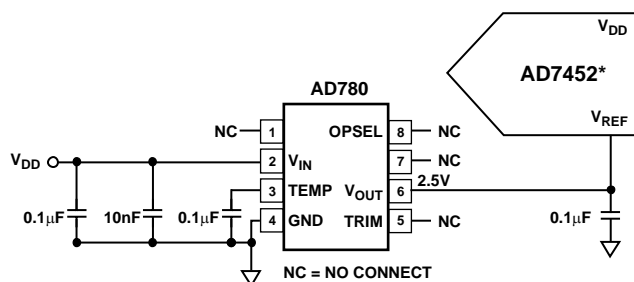 VDD
AD7452*
VREF
AD780
NC
1
OPSEL
8
NC
VDD
2
VIN
7
NC
3
TEMP
VOUT
6
2.5V
0.1μF
10nF
0.1μF
4
GND
TRIM
5
NC
0.1μF
NC = NO CONNECT